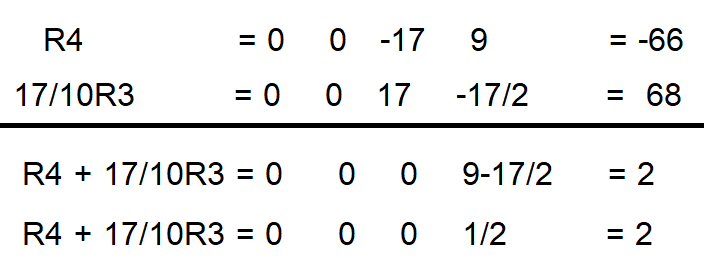 R4 = 0 0 -17 9 = -66
17/10R3 = 0 0 17 -17/2 = 68
R4 + 17/10R3 = 0 0 0 9-17/2 = 2
R4 + 17/10R3 = 0 0 0 1/2 = 2